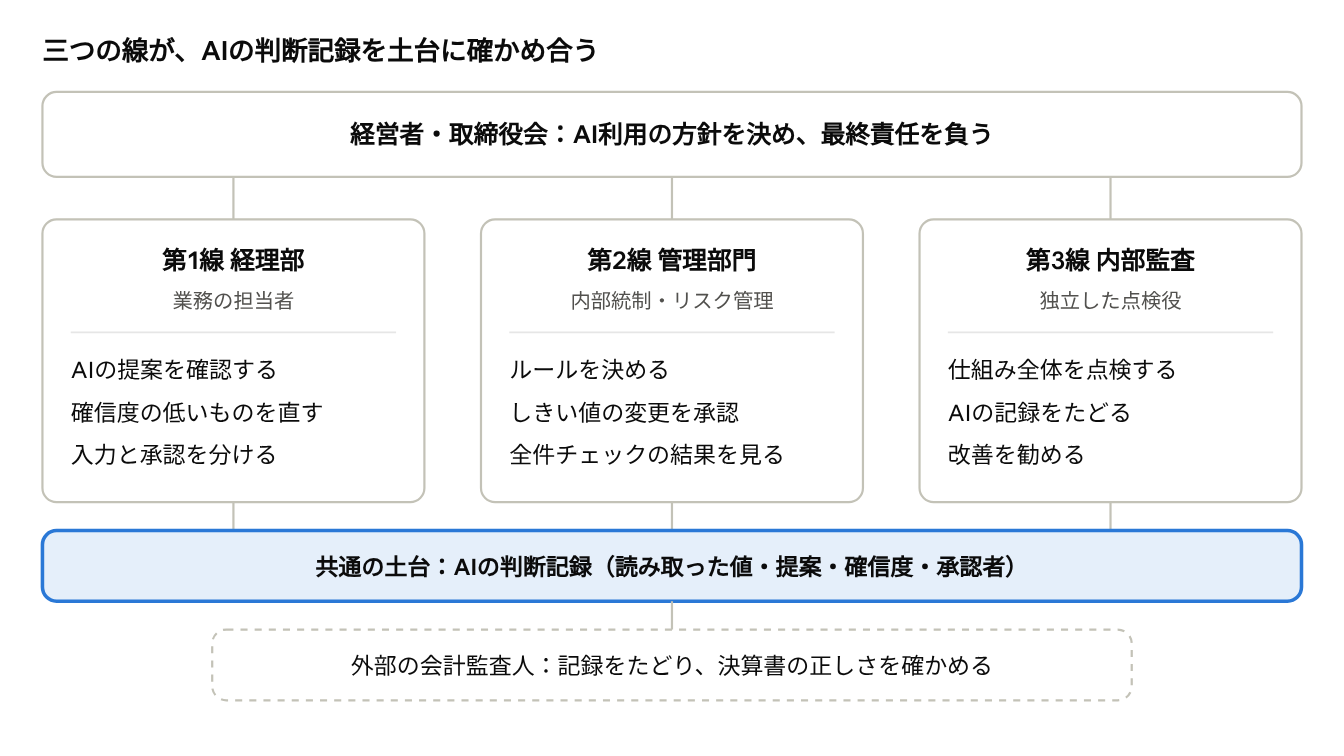 三つの線が、AIの判断記録を土台に確かめ合う
経営者・取締役会：AI利用の方針を決め、最終責任を負う
第1線 経理部
業務の担当者
AIの提案を確認する
確信度の低いものを直す
入力と承認を分ける
第2線 管理部門
内部統制・リスク管理
ルールを決める
しきい値の変更を承認
全件チェックの結果を見る
第3線 内部監査
独立した点検役
仕組み全体を点検する
AIの記録をたどる
改善を勧める
共通の土台：AIの判断記録（読み取った値・提案・確信度・承認者）
外部の会計監査人：記録をたどり、決算書の正しさを確かめる